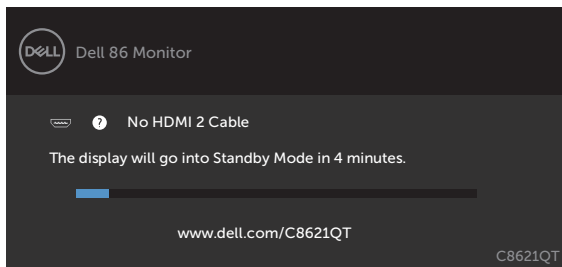 DELL
Dell 86 Monitor
? No HDMI 2 Cable
The display will go into Standby Mode in 4 minutes.
www.dell.com/C8621QT
C8621QT